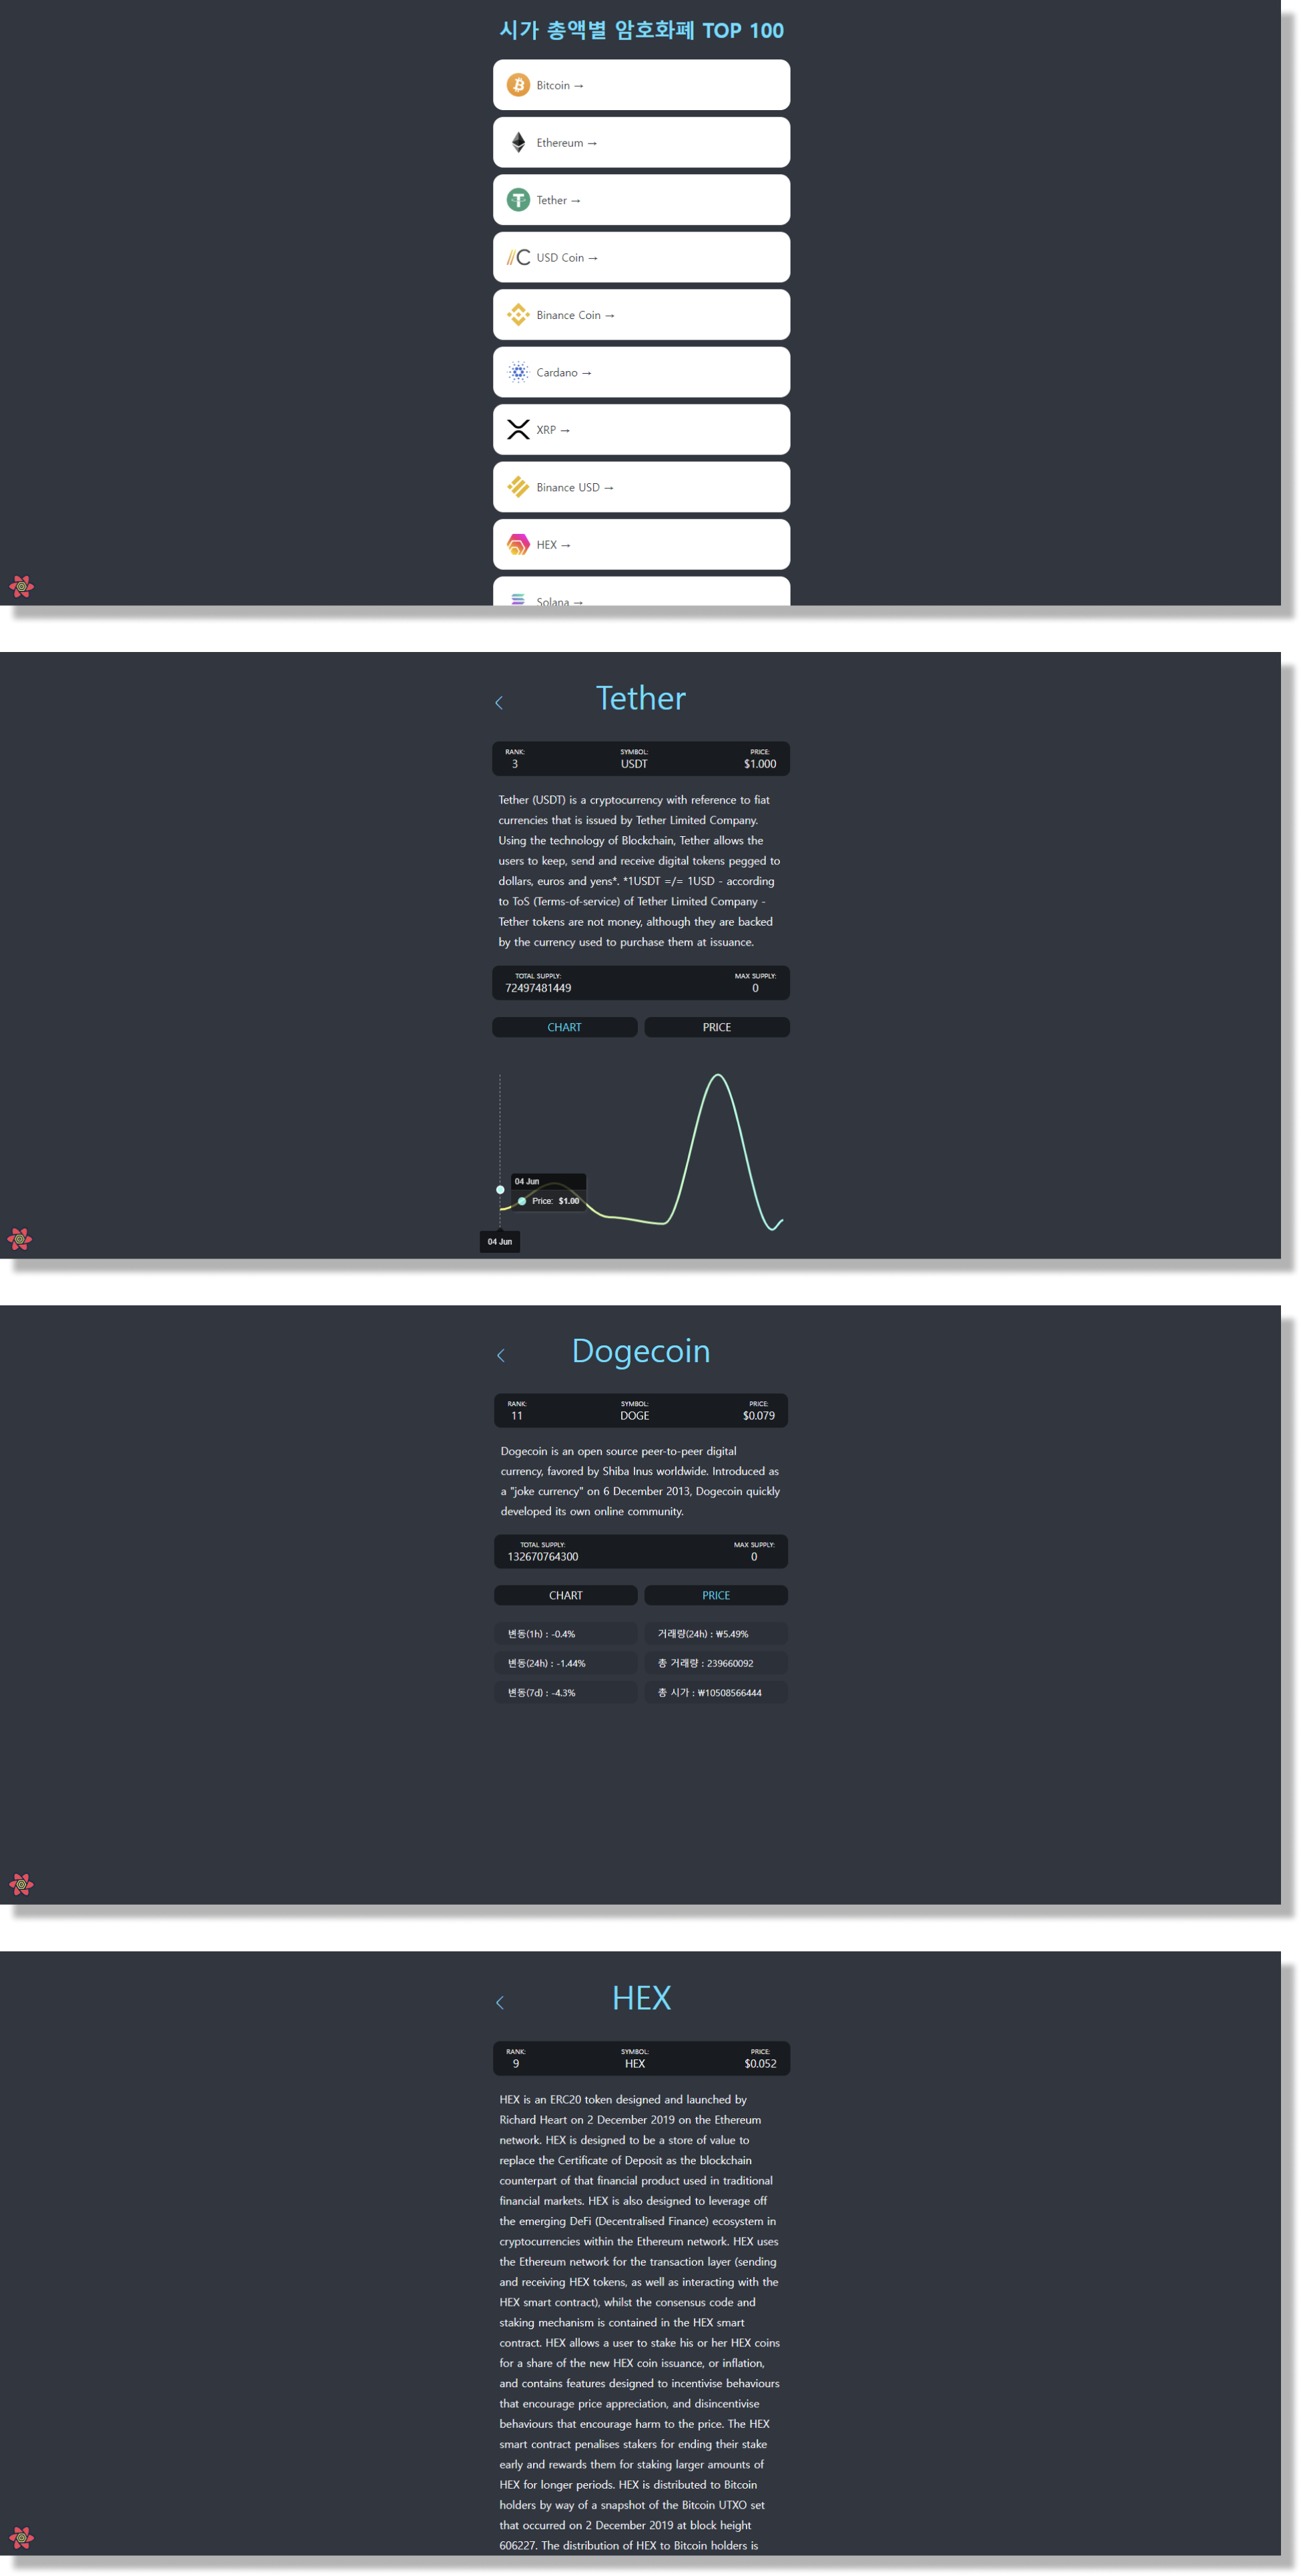 시가 총액별 암호화폐 TOP 100
Bitcoin →
Ethereum →
Tether →
USD Coin →
Binance Coin →
Cardano →
XRP →
Binance USD →
HEX →
Solana →
Tether
RANK: SYMBOL: PRICE:
3 USDT $1.000
Tether (USDT) is a cryptocurrency with reference to fiat
currencies that is issued by Tether Limited Company.
Using the technology of Blockchain, Tether allows the
users to keep, send and receive digital tokens pegged to
dollars, euros and yens*. *1USDT =/= 1USD - according
to ToS (Terms-of-service) of Tether Limited Company -
Tether tokens are not money, although they are backed
by the currency used to purchase them at issuance.
TOTAL SUPPLY: MAX SUPPLY:
72497481449 0
CHART PRICE
04 Jun
Price: $1.00
04 Jun
Dogecoin
RANK: SYMBOL: PRICE:
11 DOGE $0.079
Dogecoin is an open source peer-to-peer digital
currency, favored by Shiba Inus worldwide. Introduced as
a "joke currency" on 6 December 2013, Dogecoin quickly
developed its own online community.
TOTAL SUPPLY: MAX SUPPLY:
132670764300 0
CHART PRICE
변동(1h) : -0.4% 거래량(24h) : ₩5.49%
변동(24h) : -1.44% 총 거래량 : 239660092
변동(7d) : -4.3% 총 시가 : ₩10508566444
HEX
RANK: SYMBOL: PRICE:
9 HEX $0.052
HEX is an ERC20 token designed and launched by
Richard Heart on 2 December 2019 on the Ethereum
network. HEX is designed to be a store of value to
replace the Certificate of Deposit as the blockchain
counterpart of that financial product used in traditional
financial markets. HEX is also designed to leverage off
the emerging DeFi (Decentralised Finance) ecosystem in
cryptocurrencies within the Ethereum network. HEX uses
the Ethereum network for the transaction layer (sending
and receiving HEX tokens, as well as interacting with the
HEX smart contract), whilst the consensus code and
staking mechanism is contained in the HEX smart
contract. HEX allows a user to stake his or her HEX coins
for a share of the new HEX coin issuance, or inflation,
and contains features designed to incentivise behaviours
that encourage price appreciation, and disincentivise
behaviours that encourage harm to the price. The HEX
smart contract penalises stakers for ending their stake
early and rewards them for staking larger amounts of
HEX for longer periods. HEX is distributed to Bitcoin
holders by way of a snapshot of the Bitcoin UTXO set
that occurred on 2 December 2019 at block height
606227. The distribution of HEX to Bitcoin holders is